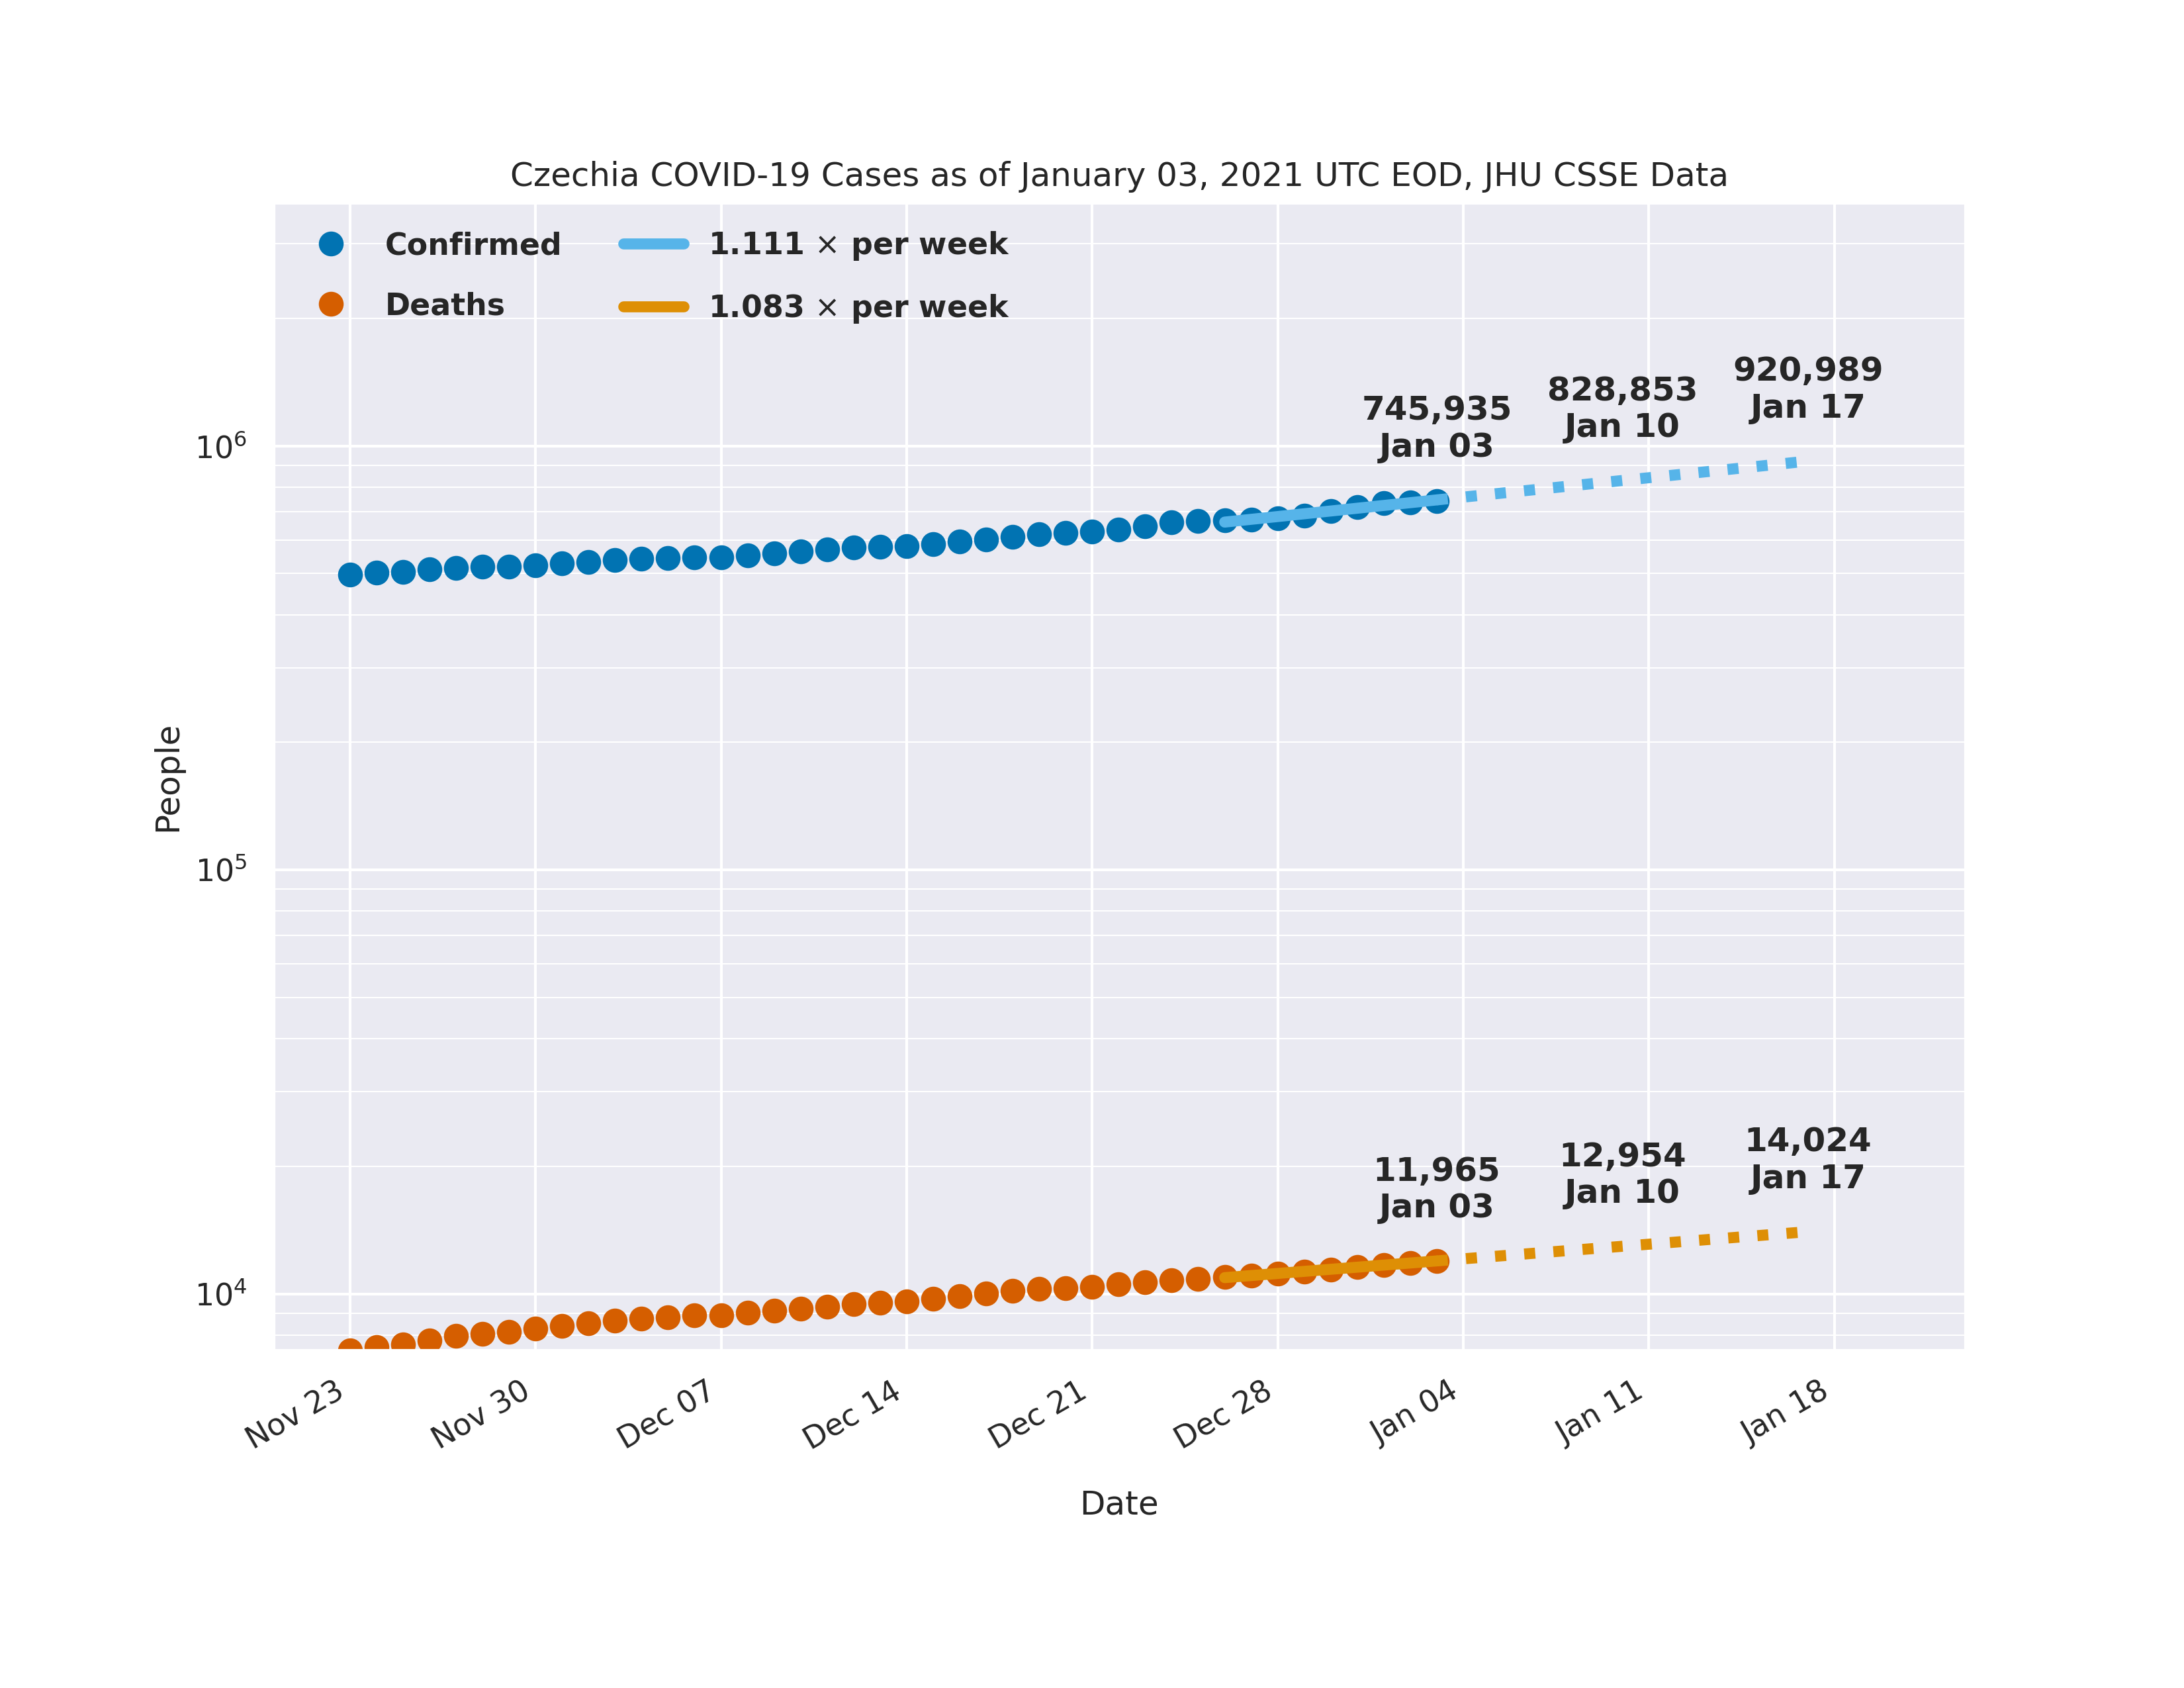 Czechia COVID-19 Cases as of January 03, 2021 UTC EOD, JHU CSSE Data
Confirmed
Deaths
1.111 × per week
1.083 × per week
745,935
Jan 03
828,853
Jan 10
920,989
Jan 17
11,965
Jan 03
12,954
Jan 10
14,024
Jan 17
People
10⁶
10⁵
10⁴
Nov 23
Nov 30
Dec 07
Dec 14
Dec 21
Dec 28
Jan 04
Jan 11
Jan 18
Date